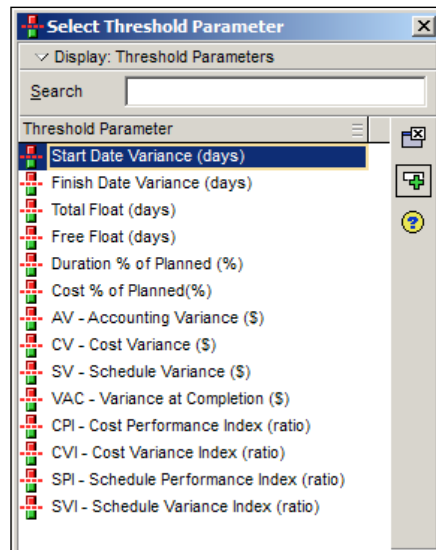 Select Threshold Parameter
Display: Threshold Parameters
Search
Threshold Parameter
Start Date Variance (days)
Finish Date Variance (days)
Total Float (days)
Free Float (days)
Duration % of Planned (%)
Cost % of Planned(%)
AV - Accounting Variance ($)
CV - Cost Variance ($)
SV - Schedule Variance ($)
VAC - Variance at Completion ($)
CPI - Cost Performance Index (ratio)
CVI - Cost Variance Index (ratio)
SPI - Schedule Performance Index (ratio)
SVI - Schedule Variance Index (ratio)